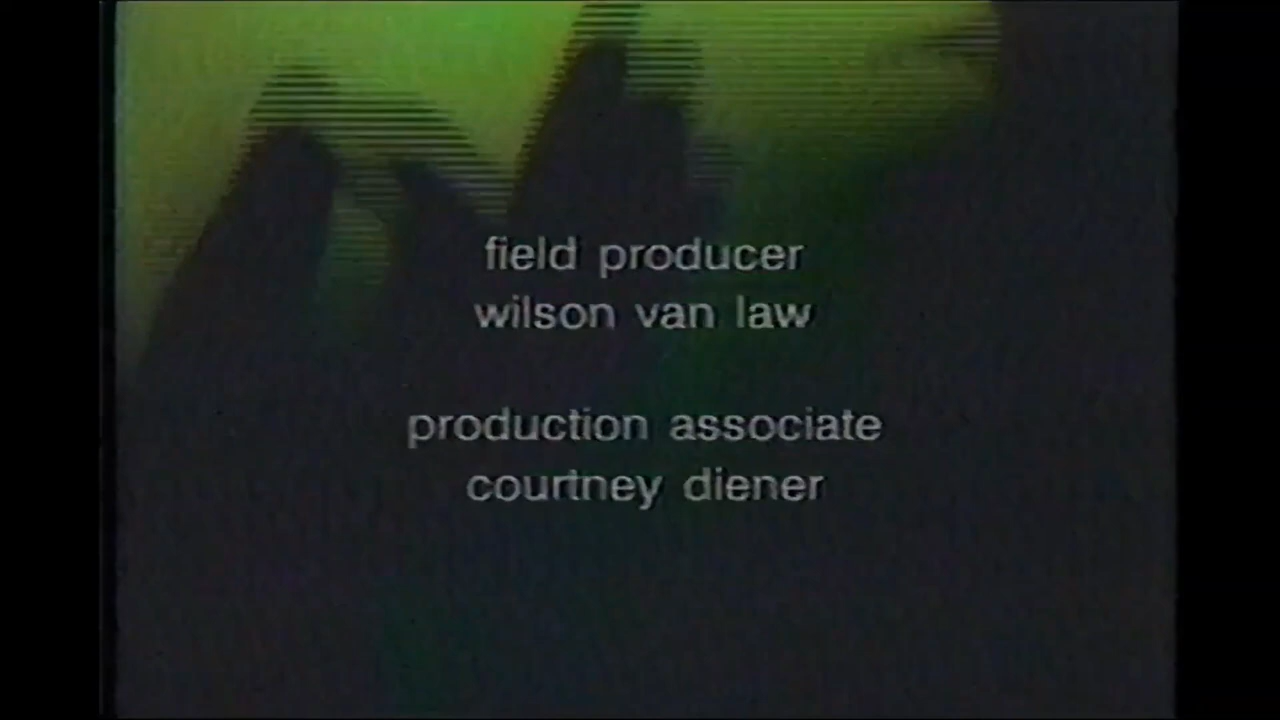 field producer
wilson van law
production associate
courtney diener